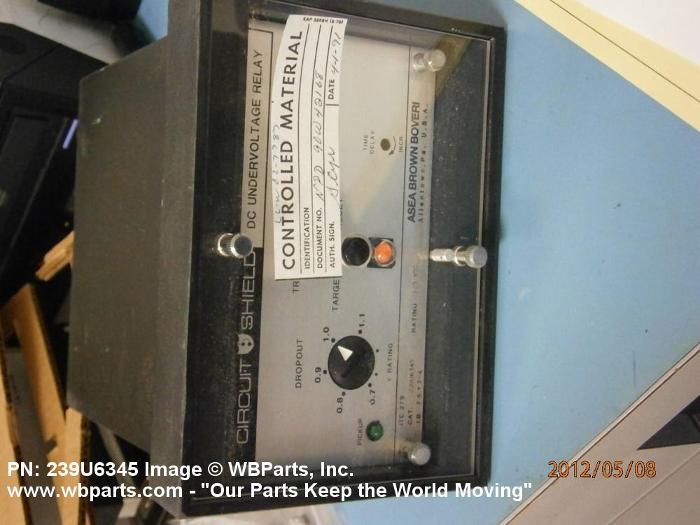 CIRCUIT SHIELD
DC UNDERVOLTAGE RELAY
CONTROLLED MATERIAL
IDENTIFICATION
DOCUMENT NO.
AUTH. SIGN.
DATE
DROPOUT
0.7
0.8
0.9
1.0
1.1
X RATING
PICKUP
TARGET
TIME
DELAY
INCR
ITE 27D
CAT.
I.B.
RATING
ASEA BROWN BOVERI
Allentown, Pa. U.S.A.
PN: 239U6345 Image © WBParts, Inc.
www.wbparts.com - "Our Parts Keep the World Moving"
2012/05/08